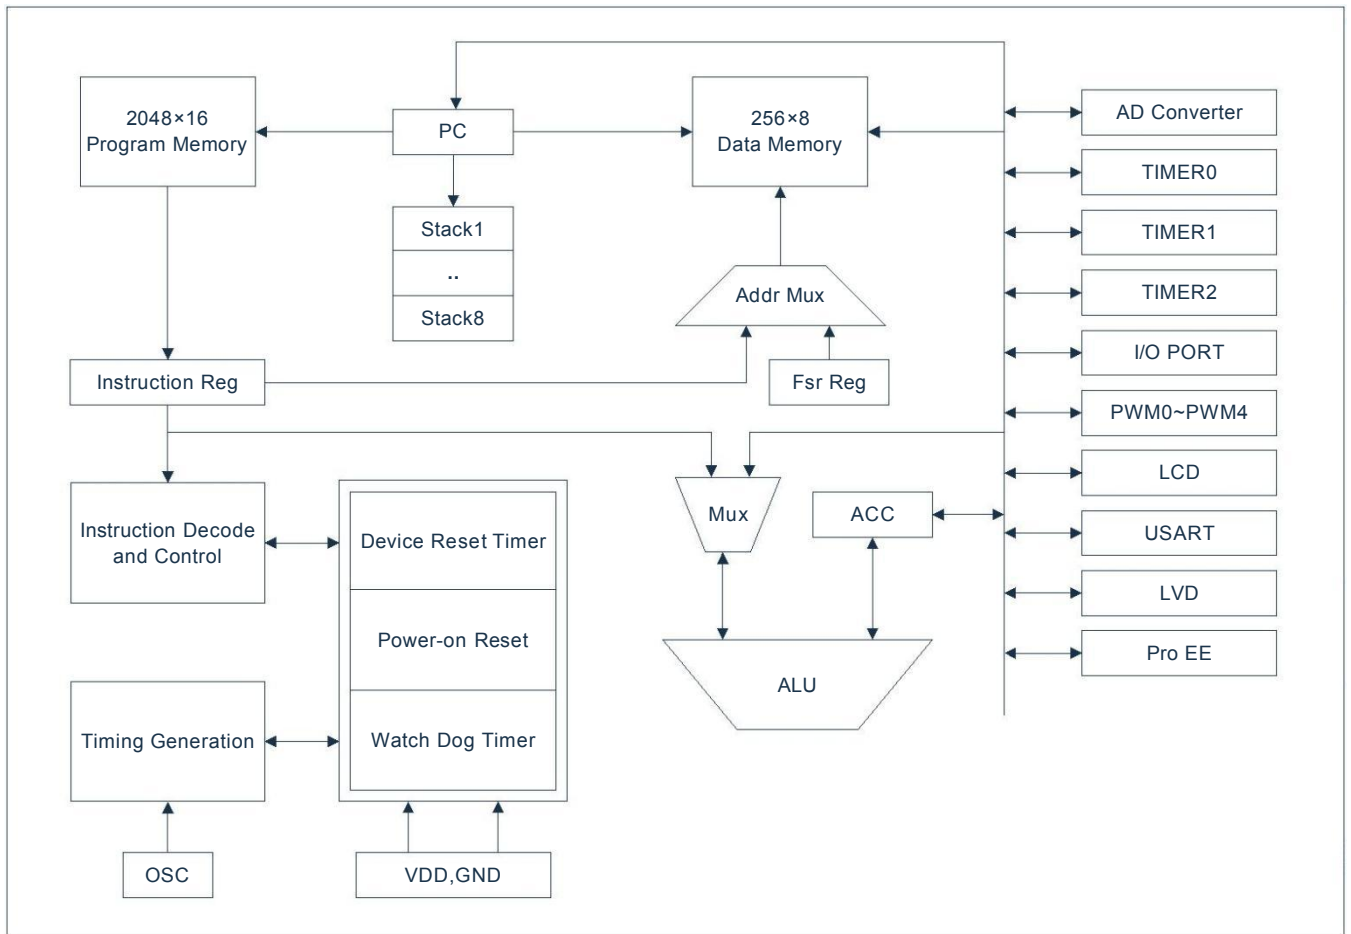 2048×16
Program Memory
PC
256×8
Data Memory
AD Converter
TIMER0
Stack1
TIMER1
..
Addr Mux
TIMER2
Stack8
I/O PORT
Instruction Reg
Fsr Reg
PWM0~PWM4
LCD
Instruction Decode
and Control
Device Reset Timer
Mux
ACC
USART
LVD
Power-on Reset
Pro EE
ALU
Timing Generation
Watch Dog Timer
OSC
VDD,GND